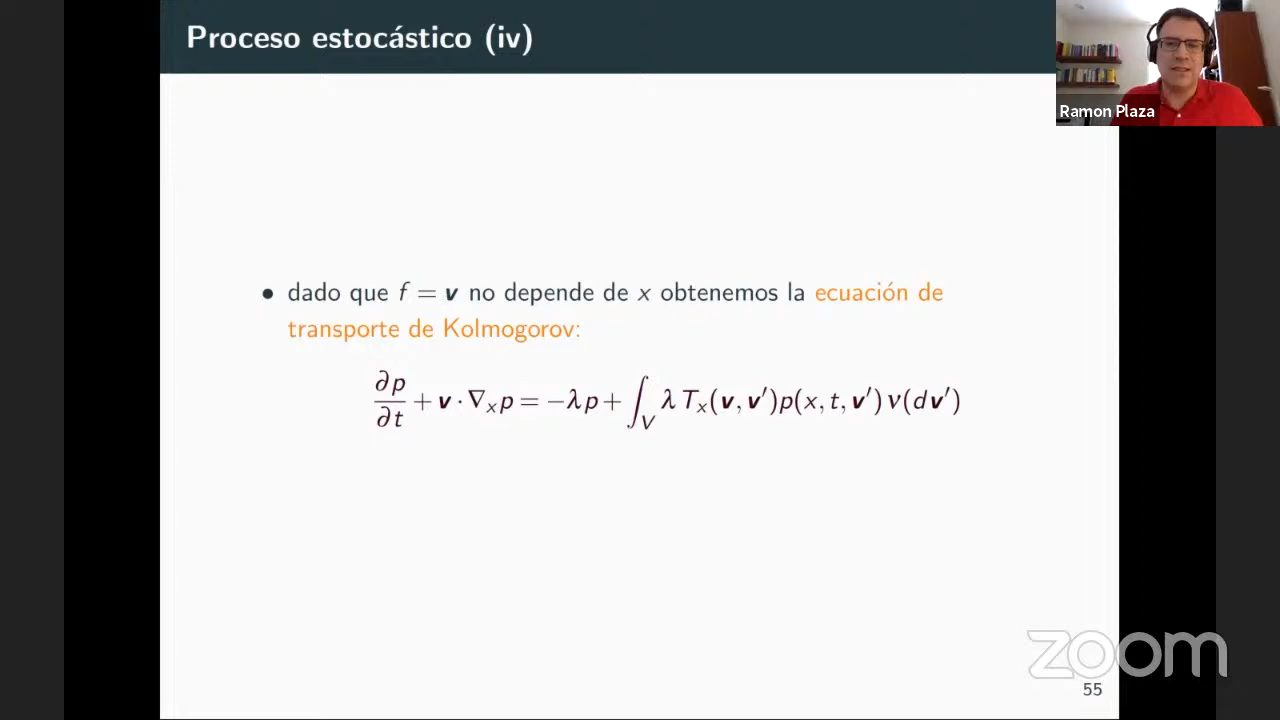 Proceso estocástico (iv)
Ramon Plaza
• dado que f = v no depende de x obtenemos la ecuación de
transporte de Kolmogorov:
∂p/∂t + v · ∇ₓp = −λp + ∫_V λ Tₓ(v, v′)p(x, t, v′) ν(dv′)
zoom
55